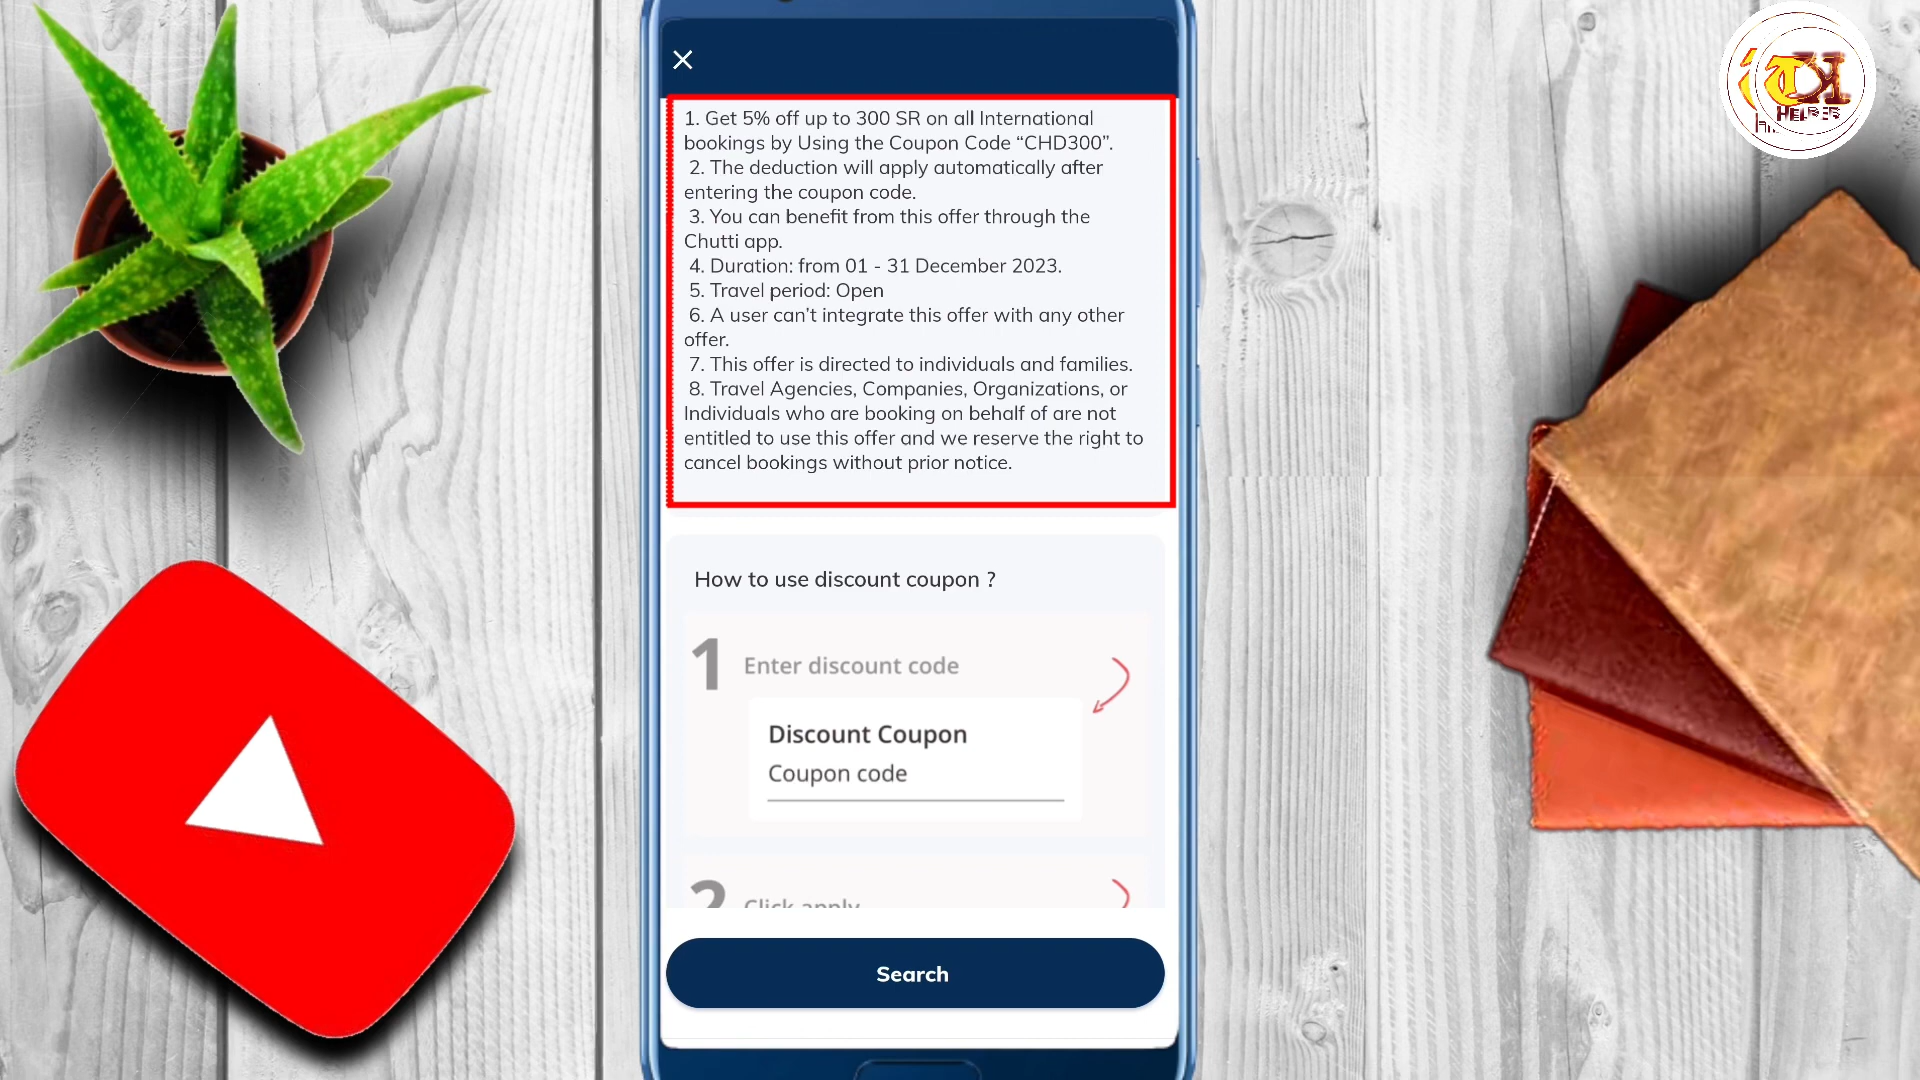 1. Get 5% off up to 300 SR on all International
bookings by Using the Coupon Code “CHD300”.
2. The deduction will apply automatically after
entering the coupon code.
3. You can benefit from this offer through the
Chutti app.
4. Duration: from 01 - 31 December 2023.
5. Travel period: Open
6. A user can’t integrate this offer with any other
offer.
7. This offer is directed to individuals and families.
8. Travel Agencies, Companies, Organizations, or
Individuals who are booking on behalf of are not
entitled to use this offer and we reserve the right to
cancel bookings without prior notice.
How to use discount coupon ?
1 Enter discount code
Discount Coupon
Coupon code
2 Click apply
Search
HELPER